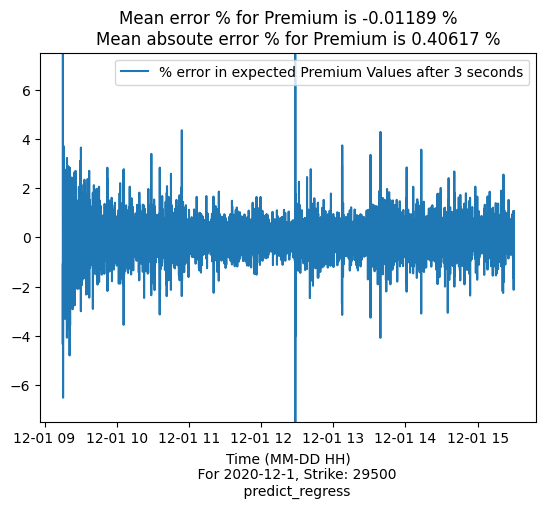 Mean error % for Premium is -0.01189 %
Mean absoute error % for Premium is 0.40617 %
% error in expected Premium Values after 3 seconds
6
4
2
0
−2
−4
−6
12-01 09 12-01 10 12-01 11 12-01 12 12-01 13 12-01 14 12-01 15
Time (MM-DD HH)
For 2020-12-1, Strike: 29500
predict_regress